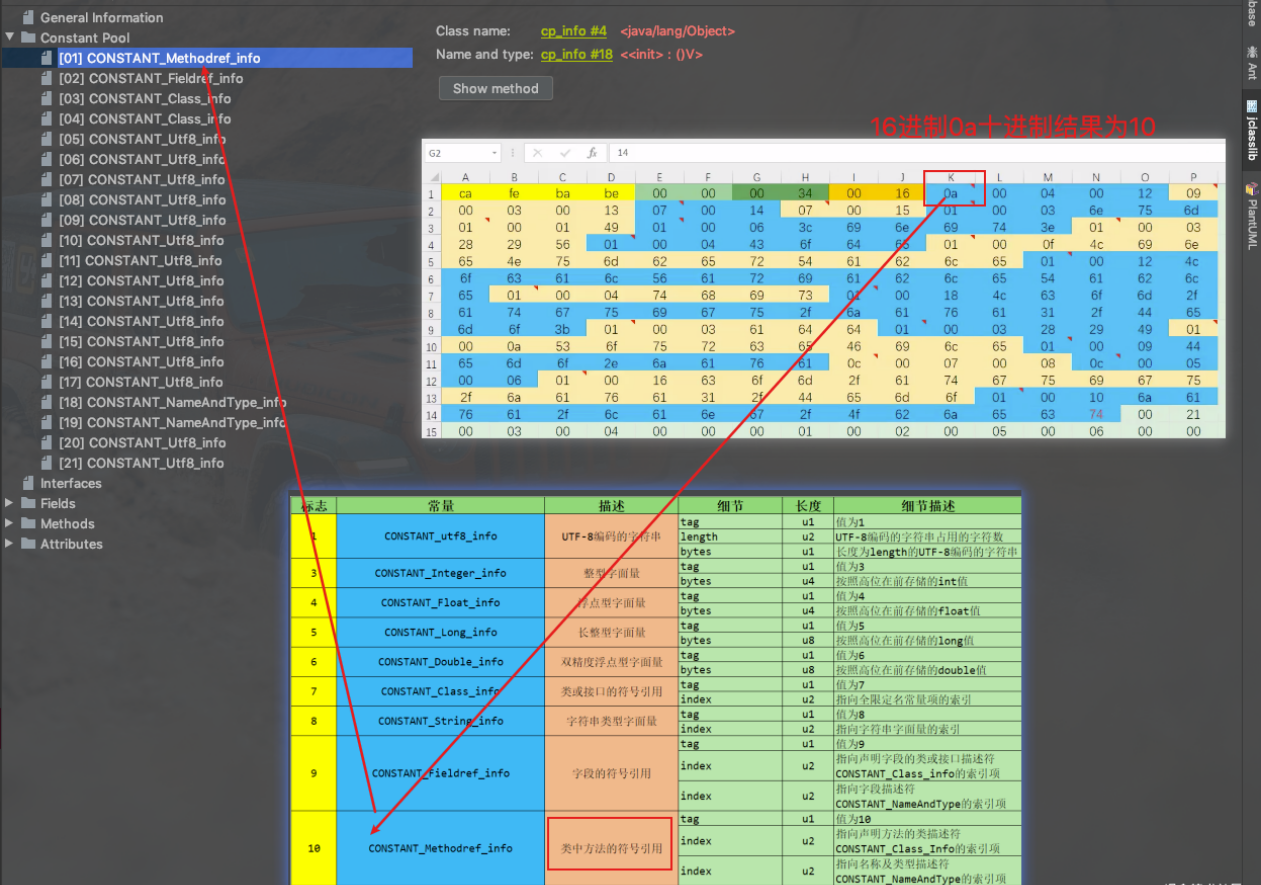 General Information
Constant Pool
[01] CONSTANT_Methodref_info
[02] CONSTANT_Fieldref_info
[03] CONSTANT_Class_info
[04] CONSTANT_Class_info
[05] CONSTANT_Utf8_info
[06] CONSTANT_Utf8_info
[07] CONSTANT_Utf8_info
[08] CONSTANT_Utf8_info
[09] CONSTANT_Utf8_info
[10] CONSTANT_Utf8_info
[11] CONSTANT_Utf8_info
[12] CONSTANT_Utf8_info
[13] CONSTANT_Utf8_info
[14] CONSTANT_Utf8_info
[15] CONSTANT_Utf8_info
[16] CONSTANT_Utf8_info
[17] CONSTANT_Utf8_info
[18] CONSTANT_NameAndType_info
[19] CONSTANT_NameAndType_info
[20] CONSTANT_Utf8_info
[21] CONSTANT_Utf8_info
Interfaces
Fields
Methods
Attributes
Class name: cp_info #4 <java/lang/Object>
Name and type: cp_info #18 <<init> : ()V>
Show method
16进制0a十进制结果为10
G2 fx 14
A B C D E F G H I J K L M N O P
1 ca fe ba be 00 00 00 34 00 16 0a 00 04 00 12 09
2 00 03 00 13 07 00 14 07 00 15 01 00 03 6e 75 6d
3 01 00 01 49 01 00 06 3c 69 6e 69 74 3e 01 00 03
4 28 29 56 01 00 04 43 6f 64 65 01 00 0f 4c 69 6e
5 65 4e 75 6d 62 65 72 54 61 62 6c 65 01 00 12 4c
6 6f 63 61 6c 56 61 72 69 61 62 6c 65 54 61 62 6c
7 65 01 00 04 74 68 69 73 01 00 18 4c 63 6f 6d 2f
8 61 74 67 75 69 67 75 2f 6a 61 76 61 31 2f 44 65
9 6d 6f 3b 01 00 03 61 64 64 01 00 03 28 29 49 01
10 00 0a 53 6f 75 72 63 65 46 69 6c 65 01 00 09 44
11 65 6d 6f 2e 6a 61 76 61 0c 00 07 00 08 0c 00 05
12 00 06 01 00 16 63 6f 6d 2f 61 74 67 75 69 67 75
13 2f 6a 61 76 61 31 2f 44 65 6d 6f 01 00 10 6a 61
14 76 61 2f 6c 61 6e 67 2f 4f 62 6a 65 63 74 00 21
15 00 03 00 04 00 00 00 01 00 02 00 05 00 06 00 00
标志 常量 描述 细节 长度 细节描述
1 CONSTANT_utf8_info UTF-8编码的字符串
tag u1 值为1
length u2 UTF-8编码的字符串占用的字符数
bytes u1 长度为length的UTF-8编码的字符串
3 CONSTANT_Integer_info 整型字面量
tag u1 值为3
bytes u4 按照高位在前存储的int值
4 CONSTANT_Float_info 浮点型字面量
tag u1 值为4
bytes u4 按照高位在前存储的float值
5 CONSTANT_Long_info 长整型字面量
tag u1 值为5
bytes u8 按照高位在前存储的long值
6 CONSTANT_Double_info 双精度浮点型字面量
tag u1 值为6
bytes u8 按照高位在前存储的double值
7 CONSTANT_Class_info 类或接口的符号引用
tag u1 值为7
index u2 指向全限定名常量项的索引
8 CONSTANT_String_info 字符串类型字面量
tag u1 值为8
index u2 指向字符串字面量的索引
9 CONSTANT_Fieldref_info 字段的符号引用
tag u1 值为9
index u2 指向声明字段的类或接口描述符
CONSTANT_Class_info的索引项
index u2 指向字段描述符
CONSTANT_NameAndType的索引项
10 CONSTANT_Methodref_info 类中方法的符号引用
tag u1 值为10
index u2 指向声明方法的类描述符
CONSTANT_Class_Info的索引项
index u2 指向名称及类型描述符
CONSTANT_NameAndType的索引项
Ant
jclasslib
PlantUML